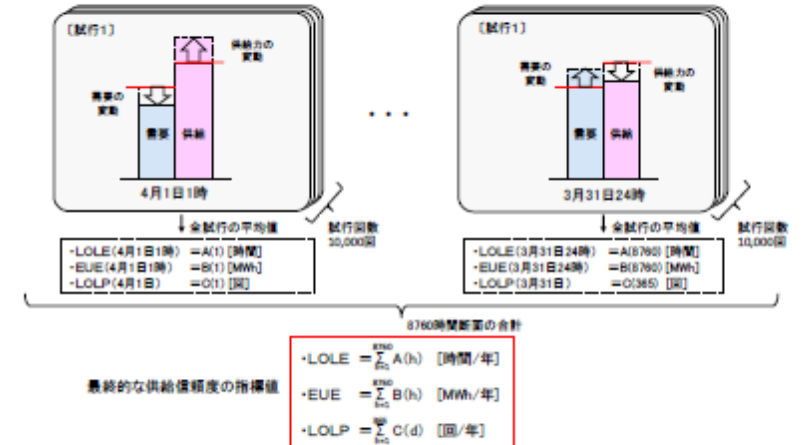 〔試行1〕
供給力の
変動
需要の
変動
需要
供給
4月1日1時
試行回数
10,000回
・・・
〔試行1〕
需要の
変動
供給力の
変動
需要
供給
3月31日24時
試行回数
10,000回
全試行の平均値
・LOLE(4月1日1時) =A(1) [時間]
・EUE(4月1日1時) =B(1) [MWh]
・LOLP(4月1日) =C(1) [回]
全試行の平均値
・LOLE(3月31日24時) =A(8760) [時間]
・EUE(3月31日24時) =B(8760) [MWh]
・LOLP(3月31日) =C(365) [回]
8760時間断面の合計
最終的な供給信頼度の指標値
・LOLE =Σ A(h) [時間/年]
・EUE =Σ B(h) [MWh/年]
・LOLP =Σ C(d) [回/年]